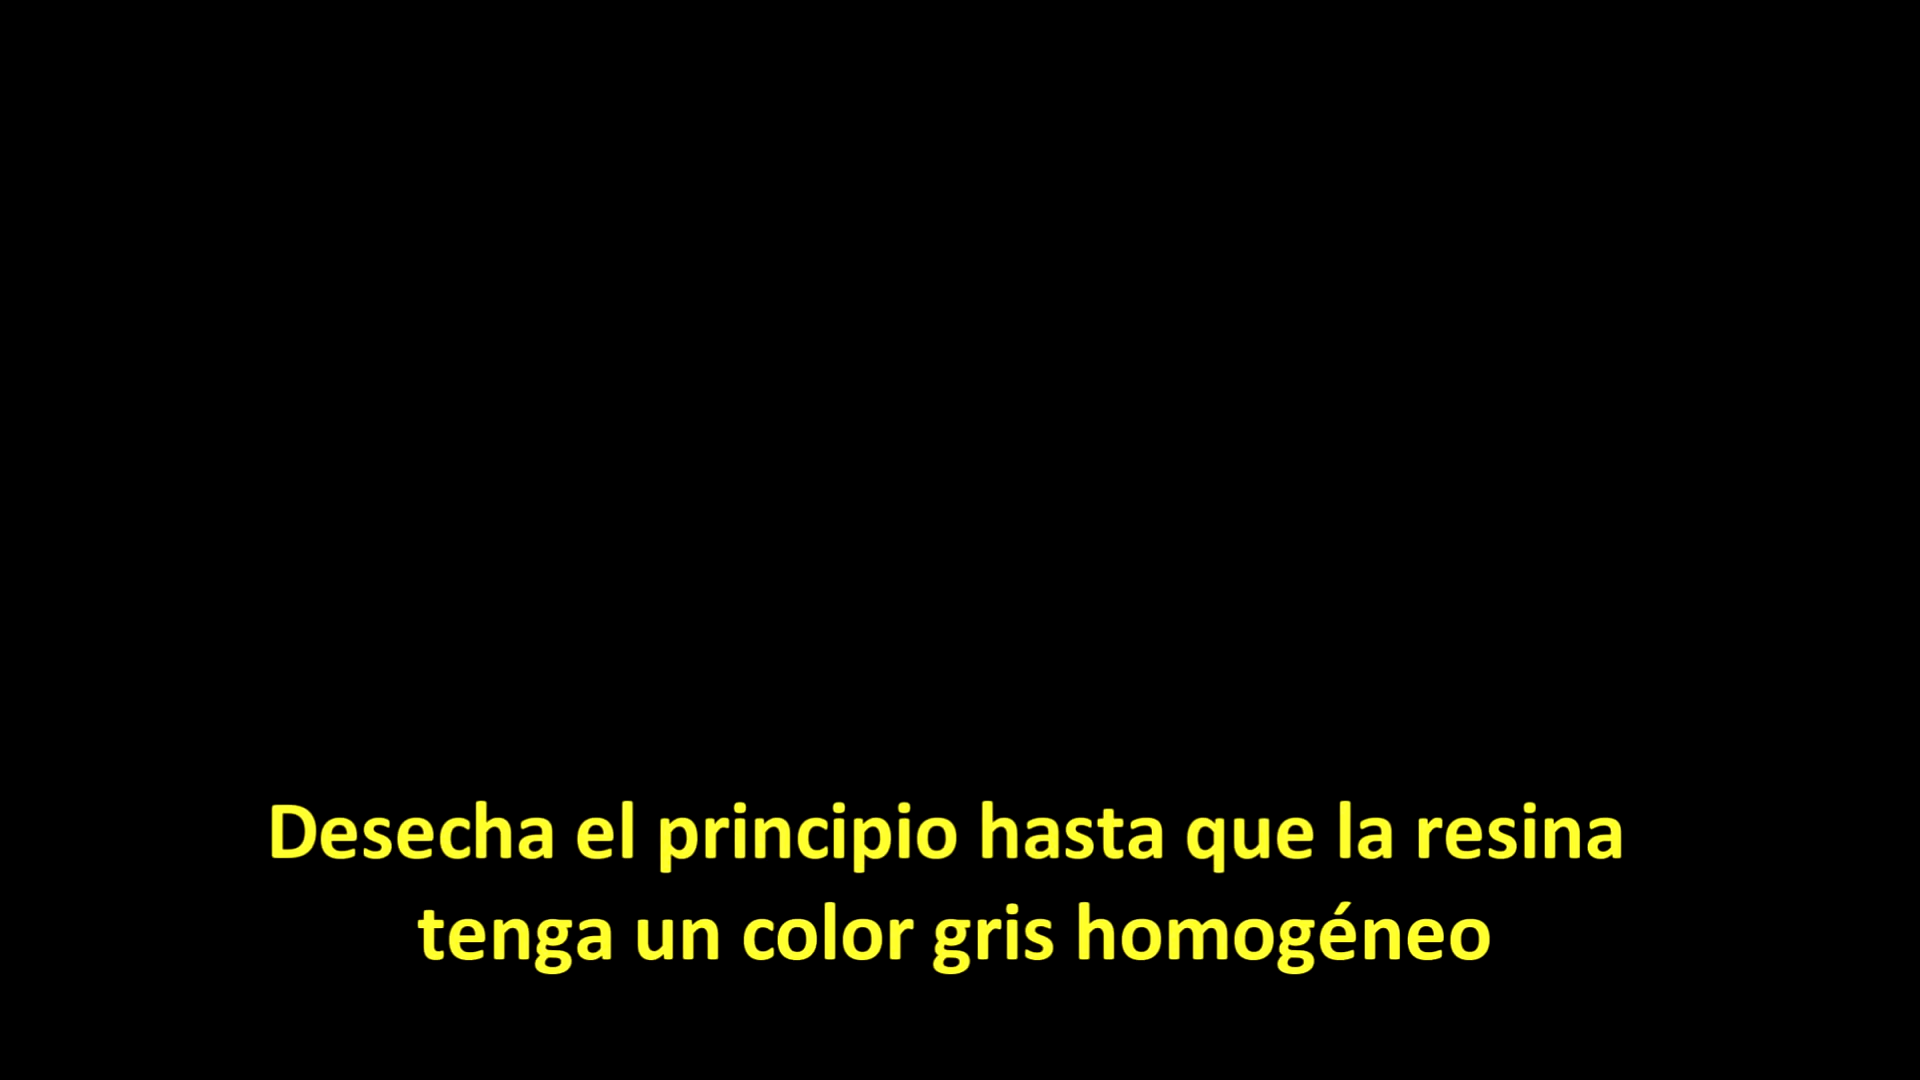 Desecha el principio hasta que la resina
tenga un color gris homogéneo